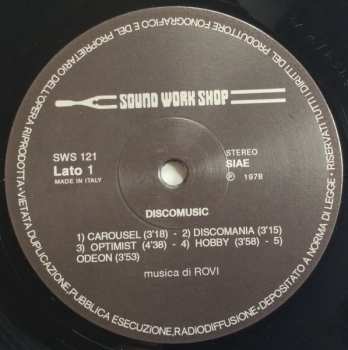 RISERVATI TUTTI I DIRITTI DEL PRODUTTORE FONOGRAFICO E DEL PROPRIETARIO DELL'OPERA RIPRODOTTA - VIETATA DUPLICAZIONE, PUBBLICA ESECUZIONE, RADIODIFFUSIONE - DEPOSITATO A NORMA DI LEGGE -
SOUND WORK SHOP
SWS 121
STEREO
Lato 1
SIAE
MADE IN ITALY
℗ 1978
DISCOMUSIC
1) CAROUSEL (3'18) - 2) DISCOMANIA (3'15)
3) OPTIMIST (4'38) - 4) HOBBY (3'58) - 5)
ODEON (3'53)
musica di ROVI